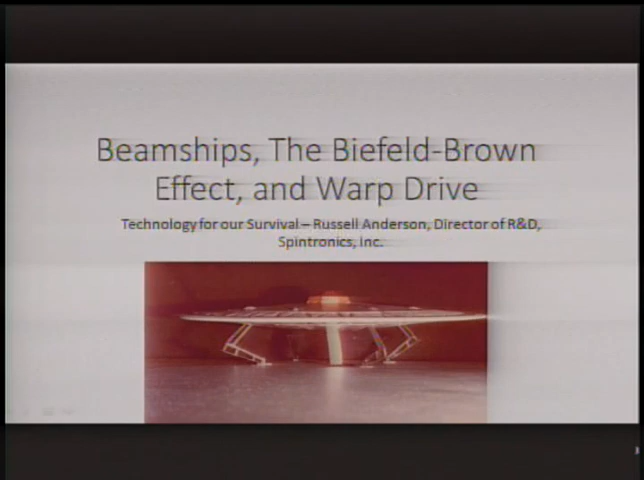 Beamships, The Biefeld-Brown
Effect, and Warp Drive
Technology for our Survival – Russell Anderson, Director of R&D,
Spintronics, Inc.